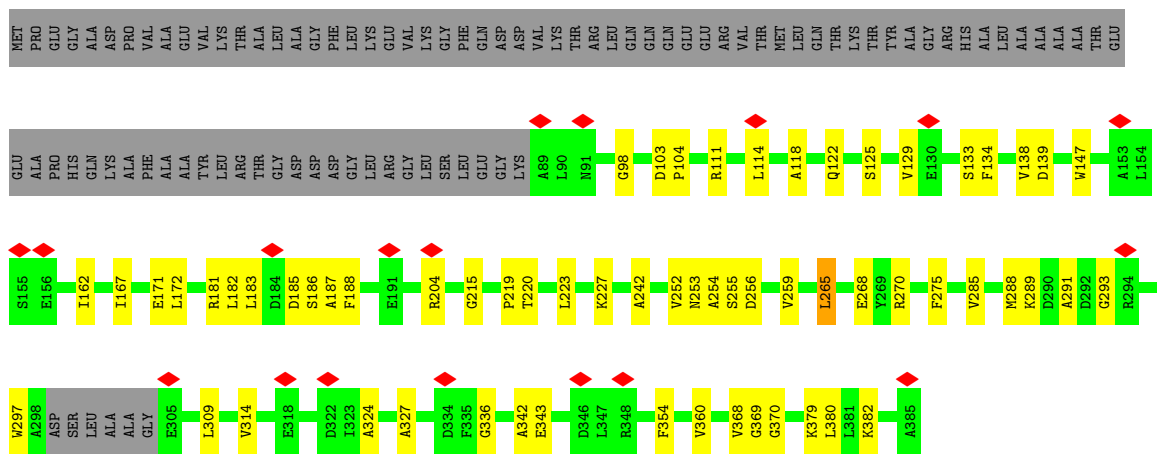 MET PRO GLU GLY ALA ASP PRO VAL ALA GLU VAL LYS THR ALA LEU ALA GLY PHE LEU LYS GLU VAL LYS GLY PHE GLN ASP ASP VAL LYS THR ARG LEU GLN GLN GLN GLU GLU ARG VAL THR MET LEU GLN THR LYS THR TYR ALA GLY ARG HIS ALA LEU ALA ALA ALA ALA THR GLU
GLU ALA PRO HIS GLN LYS ALA PHE ALA ALA TYR LEU ARG THR GLY ASP ASP ASP GLY LEU ARG GLY LEU SER LEU GLU GLY LYS A89 L90 N91 G98 D103 P104 R111 L114 A118 Q122 S125 V129 E130 S133 F134 V138 D139 W147 A153 L154
S155 E156 I162 I167 E171 L172 R181 L182 L183 D184 D185 S186 A187 F188 E191 R204 G215 P219 T220 L223 K227 A242 V252 N253 A254 S255 D256 V259 L265 E268 Y269 R270 F275 V285 M288 K289 D290 A291 D292 G293 R294
W297 A298 ASP SER LEU ALA ALA GLY E305 L309 V314 E318 D322 I323 A324 A327 D334 F335 G336 A342 E343 D346 L347 R348 F354 V360 V368 G369 G370 K379 L380 L381 K382 A385